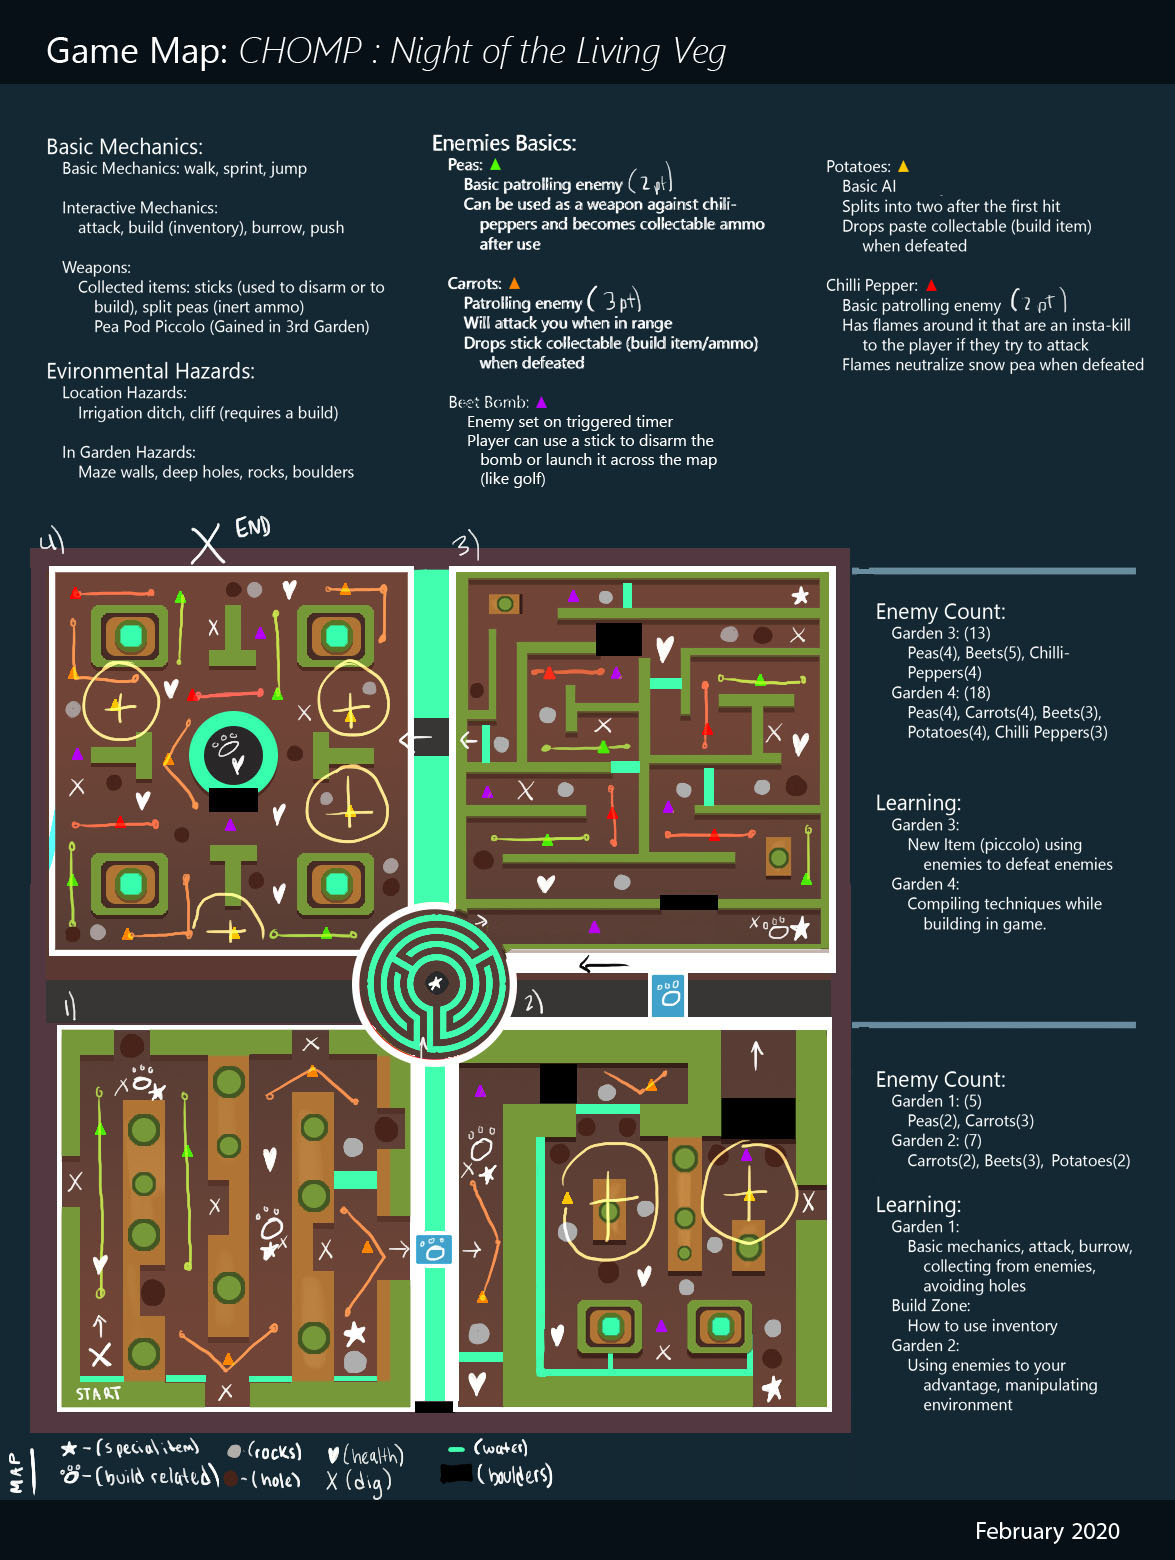 Game Map: CHOMP : Night of the Living Veg
Basic Mechanics:
Basic Mechanics: walk, sprint, jump
Interactive Mechanics:
attack, build (inventory), burrow, push
Weapons:
Collected items: sticks (used to disarm or to
build), split peas (inert ammo)
Pea Pod Piccolo (Gained in 3rd Garden)
Evironmental Hazards:
Location Hazards:
Irrigation ditch, cliff (requires a build)
In Garden Hazards:
Maze walls, deep holes, rocks, boulders
Enemies Basics:
Peas:
Basic patrolling enemy (2pt)
Can be used as a weapon against chili-
peppers and becomes collectable ammo
after use
Carrots:
Patrolling enemy (3pt)
Will attack you when in range
Drops stick collectable (build item/ammo)
when defeated
Beet Bomb:
Enemy set on triggered timer
Player can use a stick to disarm the
bomb or launch it across the map
(like golf)
Potatoes:
Basic AI
Splits into two after the first hit
Drops paste collectable (build item)
when defeated
Chilli Pepper:
Basic patrolling enemy (2pt)
Has flames around it that are an insta-kill
to the player if they try to attack
Flames neutralize snow pea when defeated
4)
X END
3)
1)
2)
START
Enemy Count:
Garden 3: (13)
Peas(4), Beets(5), Chilli-
Peppers(4)
Garden 4: (18)
Peas(4), Carrots(4), Beets(3),
Potatoes(4), Chili Peppers(3)
Learning:
Garden 3:
New Item (piccolo) using
enemies to defeat enemies
Garden 4:
Compiling techniques while
building in game.
Enemy Count:
Garden 1: (5)
Peas(2), Carrots(3)
Garden 2: (7)
Carrots(2), Beets(3), Potatoes(2)
Learning:
Garden 1:
Basic mechanics, attack, burrow,
collecting from enemies,
avoiding holes
Build Zone:
How to use inventory
Garden 2:
Using enemies to your
advantage, manipulating
environment
MAP
- (special item)
(rocks)
(health)
(water)
- (build related)
- (hole)
X (dig)
(boulders)
February 2020